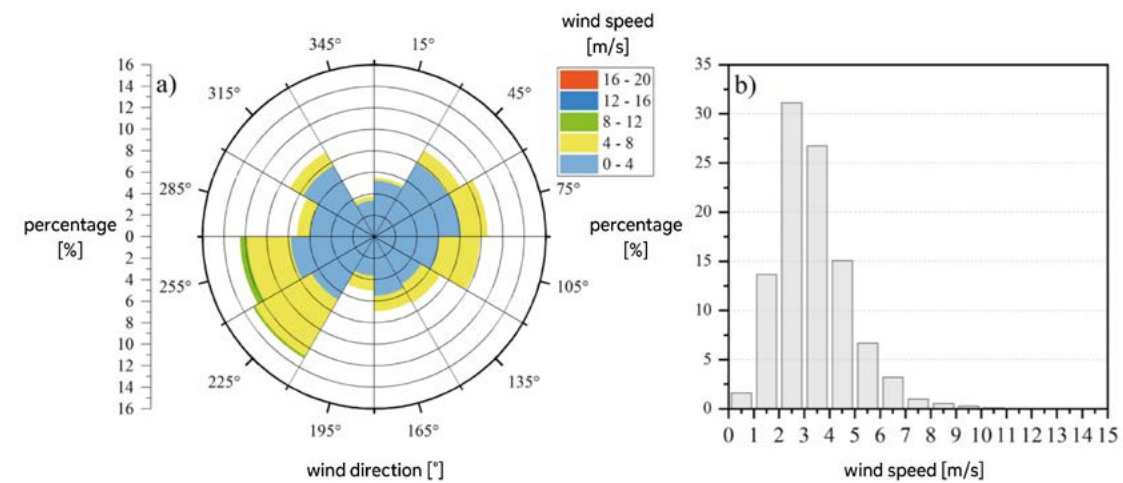 wind speed
[m/s]
16 - 20
12 - 16
8 - 12
4 - 8
0 - 4
a)
345°
15°
315°
45°
285°
75°
255°
105°
225°
135°
195°
165°
16
14
12
10
8
6
4
2
0
2
4
6
8
10
12
14
16
percentage
[%]
wind direction [°]
b)
35
30
25
20
15
10
5
0
percentage
[%]
0 1 2 3 4 5 6 7 8 9 10 11 12 13 14 15
wind speed [m/s]